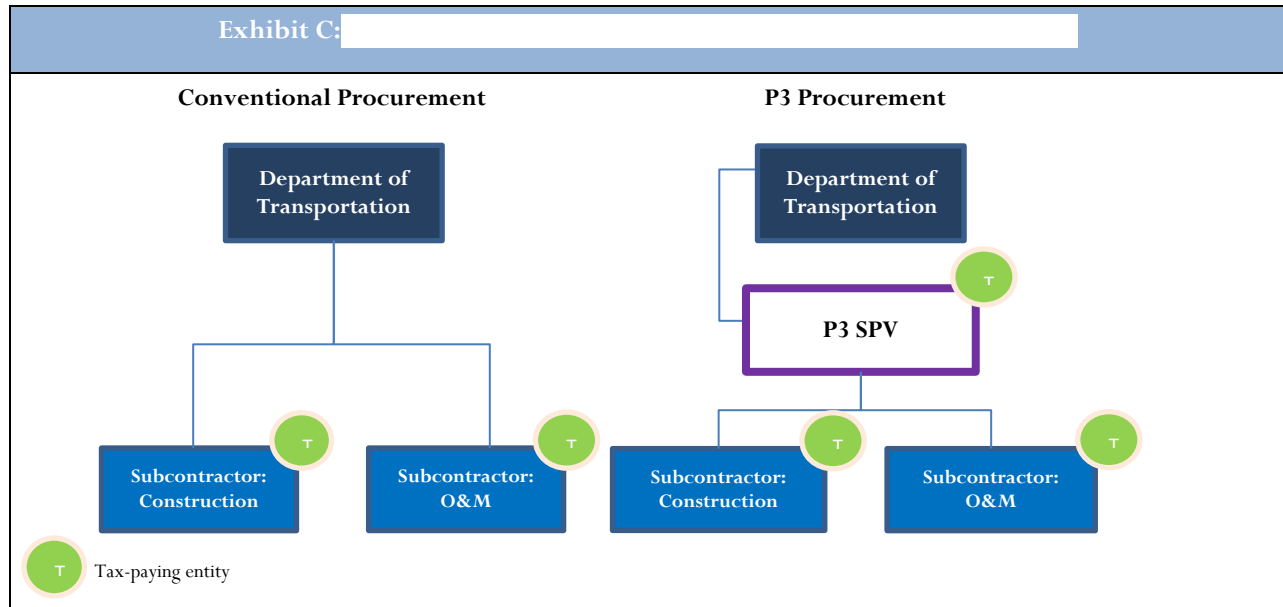 Exhibit C:
Conventional Procurement
P3 Procurement
Department of
Transportation
Department of
Transportation
T
P3 SPV
T
T
T
T
Subcontractor:
Construction
Subcontractor:
O&M
Subcontractor:
Construction
Subcontractor:
O&M
T
Tax-paying entity